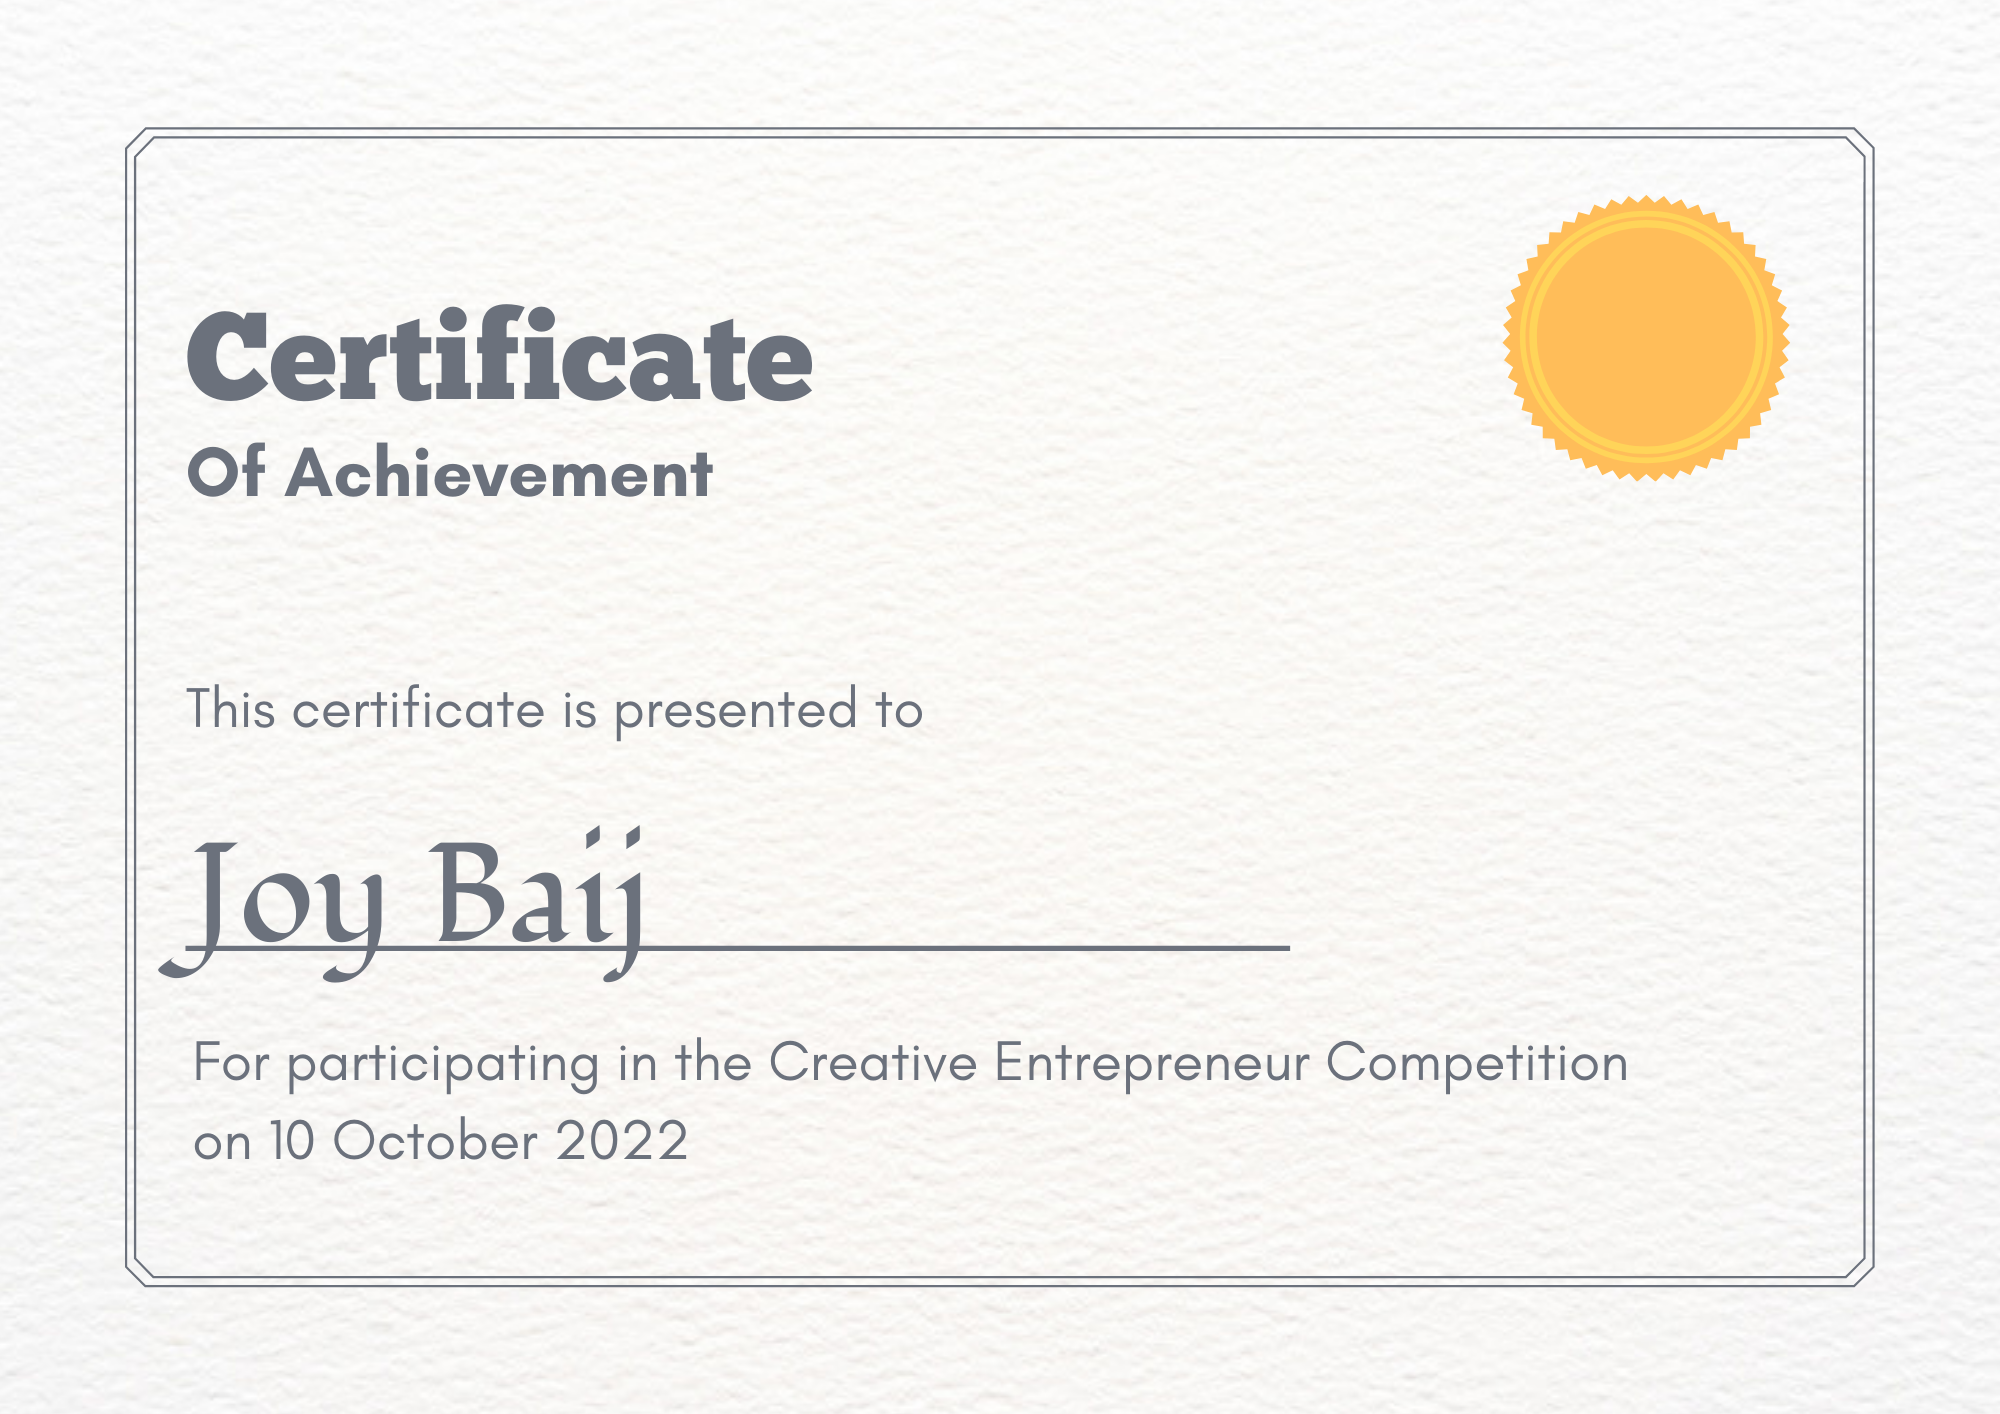 Certificate
Of Achievement
This certificate is presented to
Joy Baij
For participating in the Creative Entrepreneur Competition
on 10 October 2022